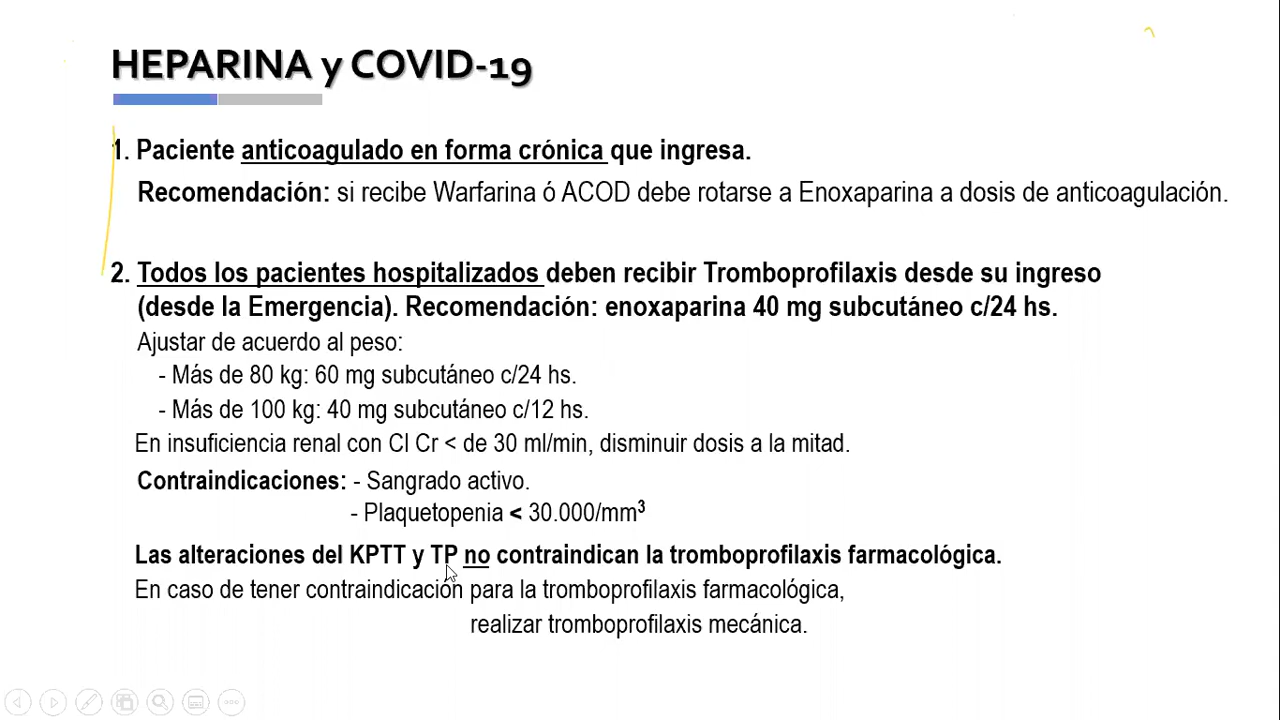 HEPARINA y COVID-19
1. Paciente anticoagulado en forma crónica que ingresa.
Recomendación: si recibe Warfarina ó ACOD debe rotarse a Enoxaparina a dosis de anticoagulación.
2. Todos los pacientes hospitalizados deben recibir Tromboprofilaxis desde su ingreso
(desde la Emergencia). Recomendación: enoxaparina 40 mg subcutáneo c/24 hs.
Ajustar de acuerdo al peso:
- Más de 80 kg: 60 mg subcutáneo c/24 hs.
- Más de 100 kg: 40 mg subcutáneo c/12 hs.
En insuficiencia renal con Cl Cr < de 30 ml/min, disminuir dosis a la mitad.
Contraindicaciones: - Sangrado activo.
- Plaquetopenia < 30.000/mm³
Las alteraciones del KPTT y TP no contraindican la tromboprofilaxis farmacológica.
En caso de tener contraindicación para la tromboprofilaxis farmacológica,
realizar tromboprofilaxis mecánica.